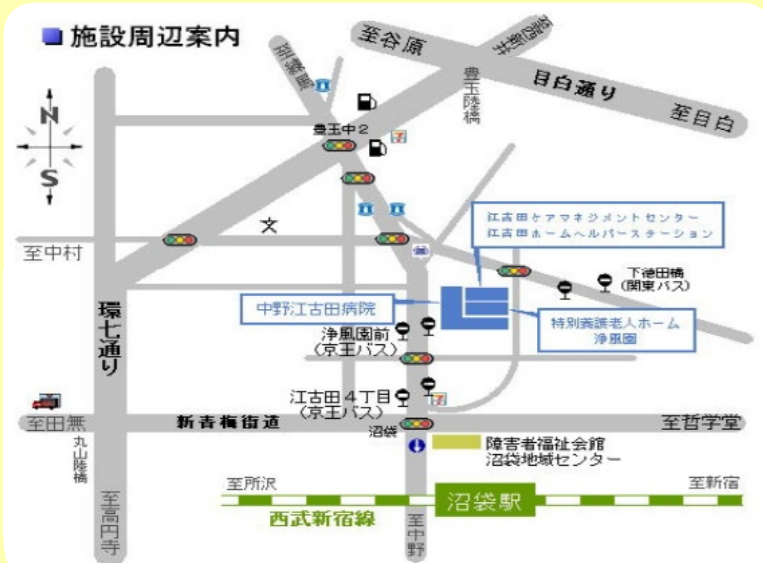 施設周辺案内
N
S
至谷原
目白通り
至目白
豊玉陸橋
豊玉中2
至中村
環七通り
江古田ケアマネジメントセンター
江古田ホームヘルパーステーション
下徳田橋
(関東バス)
中野江古田病院
特別養護老人ホーム
浄風園
浄風園前
(京王バス)
江古田4丁目
(京王バス)
至田無
新青梅街道
沼袋
至哲学堂
丸山陸橋
障害者福祉会館
沼袋地域センター
至所沢
至新宿
沼袋駅
西武新宿線
至高円寺
至中野